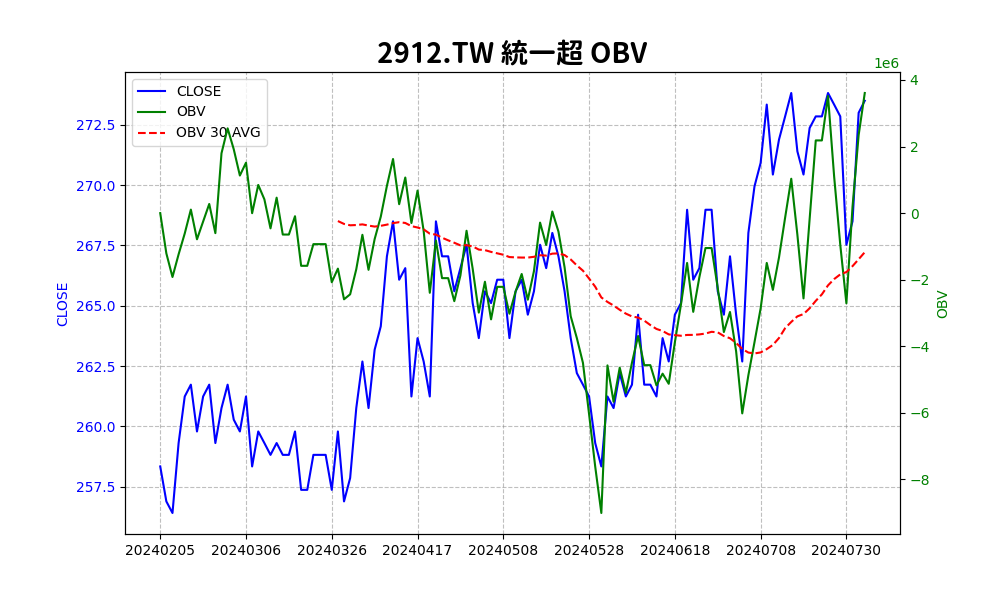 2912.TW 統一超 OBV
1e6
CLOSE
OBV
OBV 30 AVG
272.5
270.0
267.5
265.0
262.5
260.0
257.5
CLOSE
4
2
0
−2
−4
−6
−8
OBV
20240205 20240306 20240326 20240417 20240508 20240528 20240618 20240708 20240730